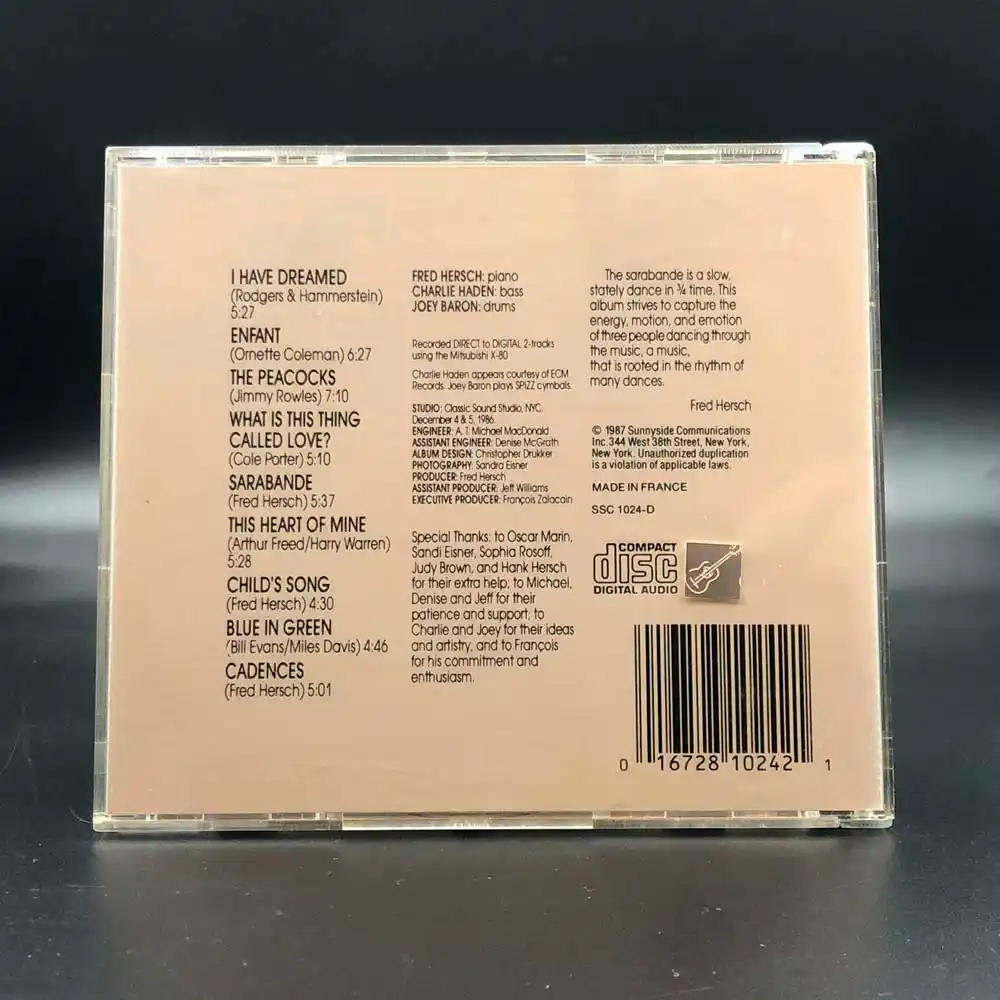 I HAVE DREAMED
(Rodgers & Hammerstein)
5:27
ENFANT
(Ornette Coleman) 6:27
THE PEACOCKS
(Jimmy Rowles) 7:10
WHAT IS THIS THING
CALLED LOVE?
(Cole Porter) 5:10
SARABANDE
(Fred Hersch) 5:37
THIS HEART OF MINE
(Arthur Freed/Harry Warren)
5:28
CHILD'S SONG
(Fred Hersch) 4:30
BLUE IN GREEN
(Bill Evans/Miles Davis) 4:46
CADENCES
(Fred Hersch) 5:01
FRED HERSCH: piano
CHARLIE HADEN: bass
JOEY BARON: drums
Recorded DIRECT to DIGITAL 2-tracks
using the Mitsubishi X-80
Charlie Haden appears courtesy of ECM
Records. Joey Baron plays SPIZZ cymbals.
STUDIO: Classic Sound Studio, NYC,
December 4 & 5, 1986.
ENGINEER: A. T. Michael MacDonald
ASSISTANT ENGINEER: Denise McGrath
ALBUM DESIGN: Christopher Drukker
PHOTOGRAPHY: Sandra Eisner
PRODUCER: Fred Hersch
ASSISTANT PRODUCER: Jeff Williams
EXECUTIVE PRODUCER: François Zalacain
Special Thanks: to Oscar Marin,
Sandi Eisner, Sophia Rosoff,
Judy Brown, and Hank Hersch
for their extra help; to Michael,
Denise and Jeff for their
patience and support; to
Charlie and Joey for their ideas
and artistry, and to François
for his commitment and
enthusiasm.
The sarabande is a slow,
stately dance in ¾ time. This
album strives to capture the
energy, motion, and emotion
of three people dancing through
the music, a music,
that is rooted in the rhythm of
many dances.
Fred Hersch
© 1987 Sunnyside Communications
Inc. 344 West 38th Street, New York,
New York. Unauthorized duplication
is a violation of applicable laws.
MADE IN FRANCE
SSC 1024-D
COMPACT
disc
DIGITAL AUDIO
0 16728 10242 1